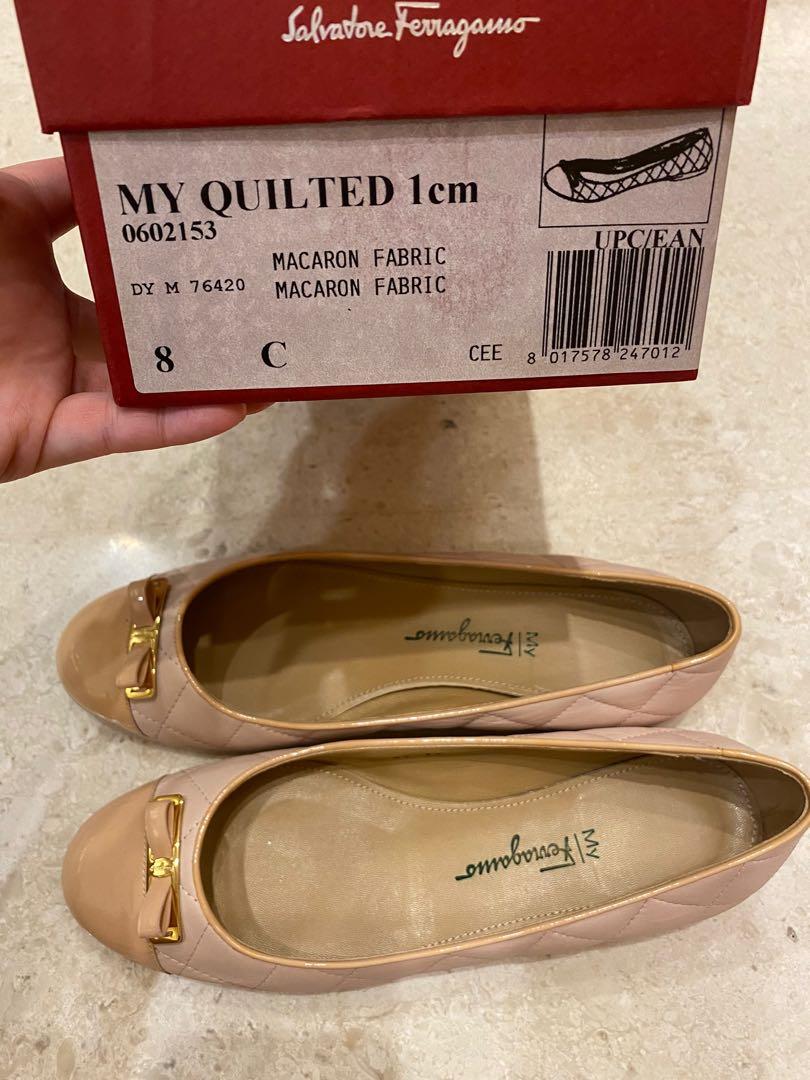 Salvatore Ferragamo
MY QUILTED 1cm
0602153
UPC/EAN
MACARON FABRIC
DY M 76420 MACARON FABRIC
8 C CEE
8 017578 247012
MY
Ferragamo
MY
Ferragamo